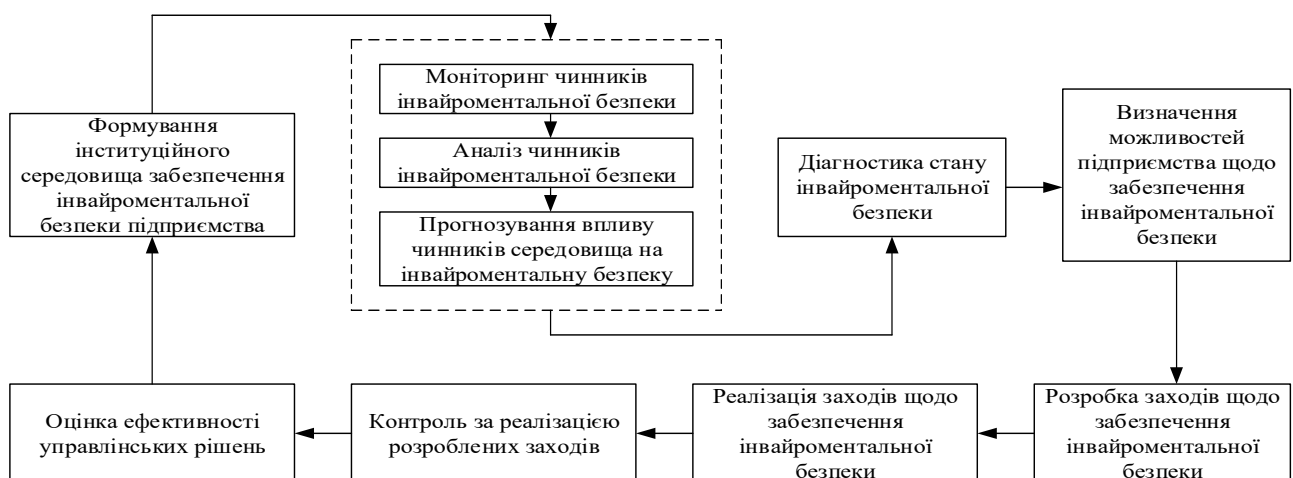 Формування
інституційного
середовища забезпечення
інвайроментальної
безпеки підприємства
Моніторинг чинників
інвайроментальної безпеки
Аналіз чинників
інвайроментальної безпеки
Прогнозування впливу
чинників середовища на
інвайроментальну безпеку
Діагностика стану
інвайроментальної
безпеки
Визначення
можливостей
підприємства щодо
забезпечення
інвайроментальної
безпеки
Розробка заходів щодо
забезпечення
інвайроментальної
безпеки
Реалізація заходів щодо
забезпечення
інвайроментальної
безпеки
Контроль за реалізацією
розроблених заходів
Оцінка ефективності
управлінських рішень